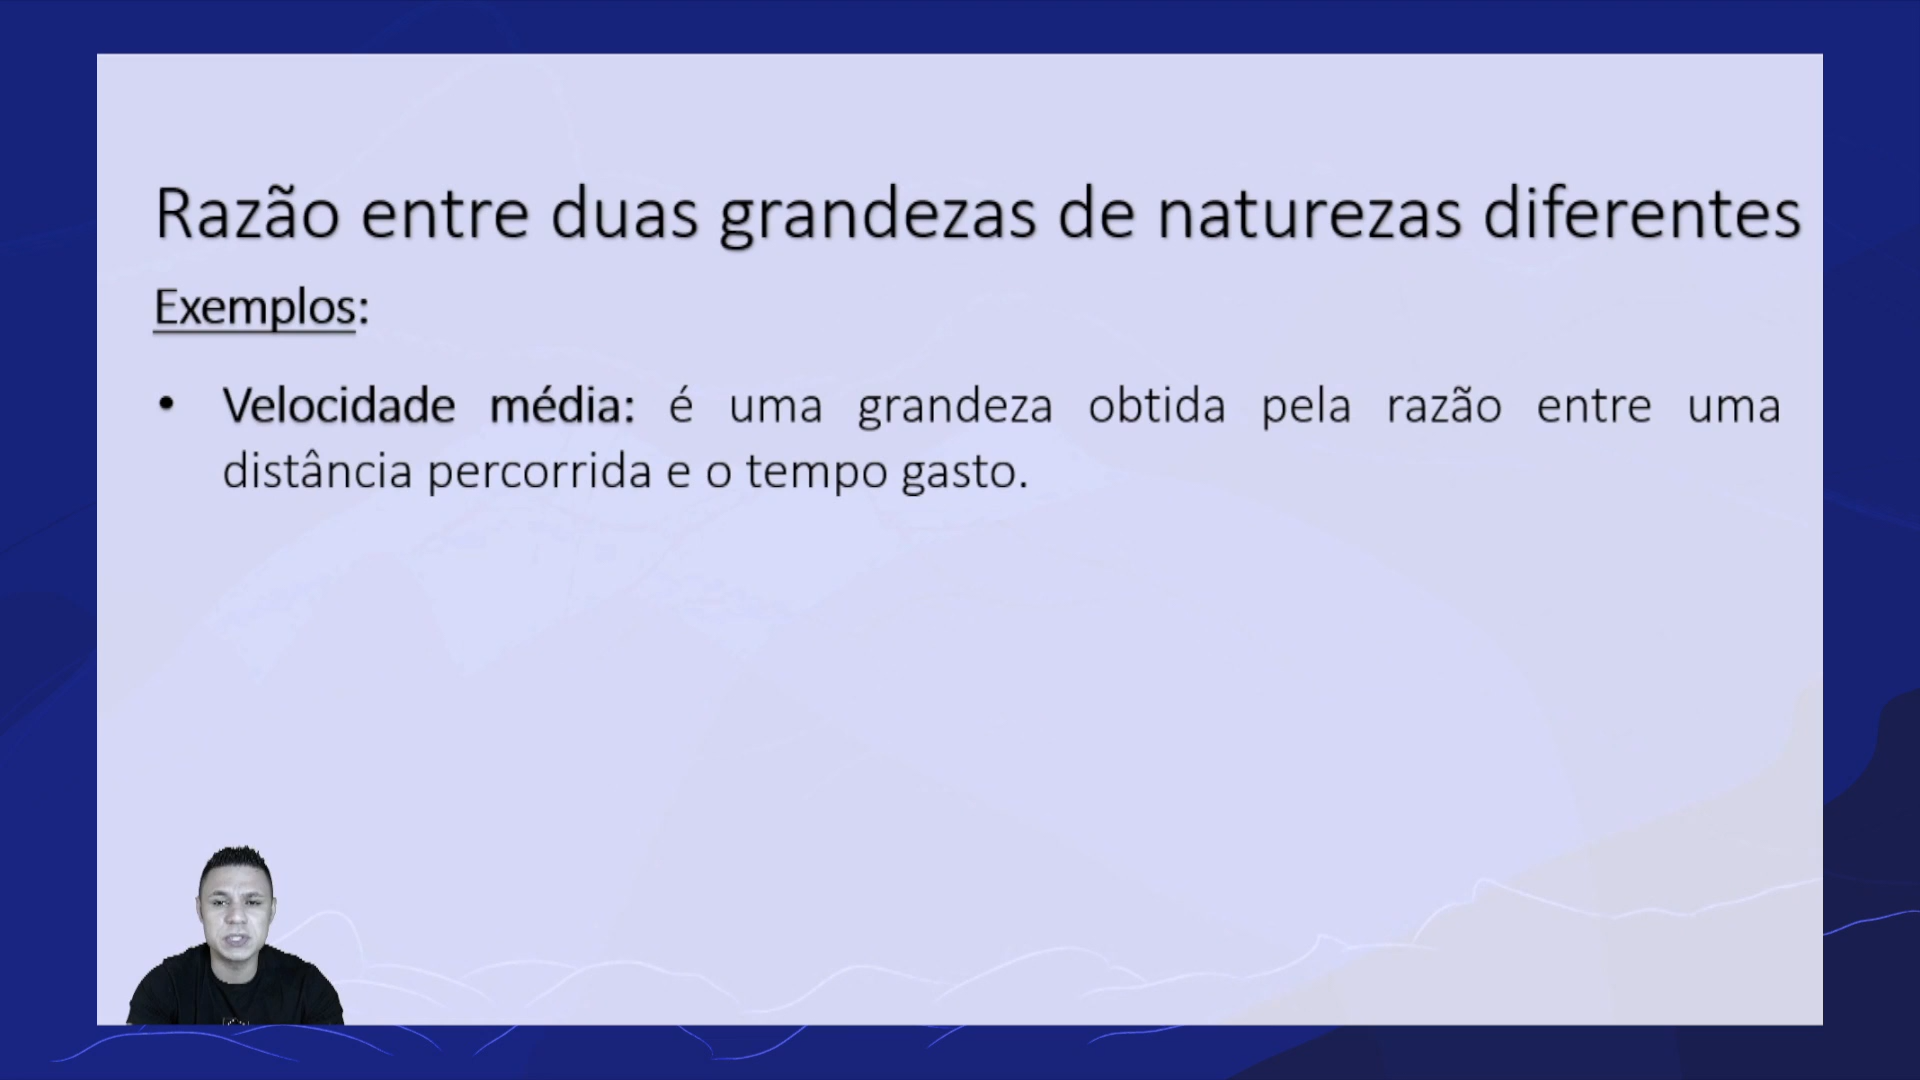 Razão entre duas grandezas de naturezas diferentes
Exemplos:
• Velocidade média: é uma grandeza obtida pela razão entre uma
distância percorrida e o tempo gasto.